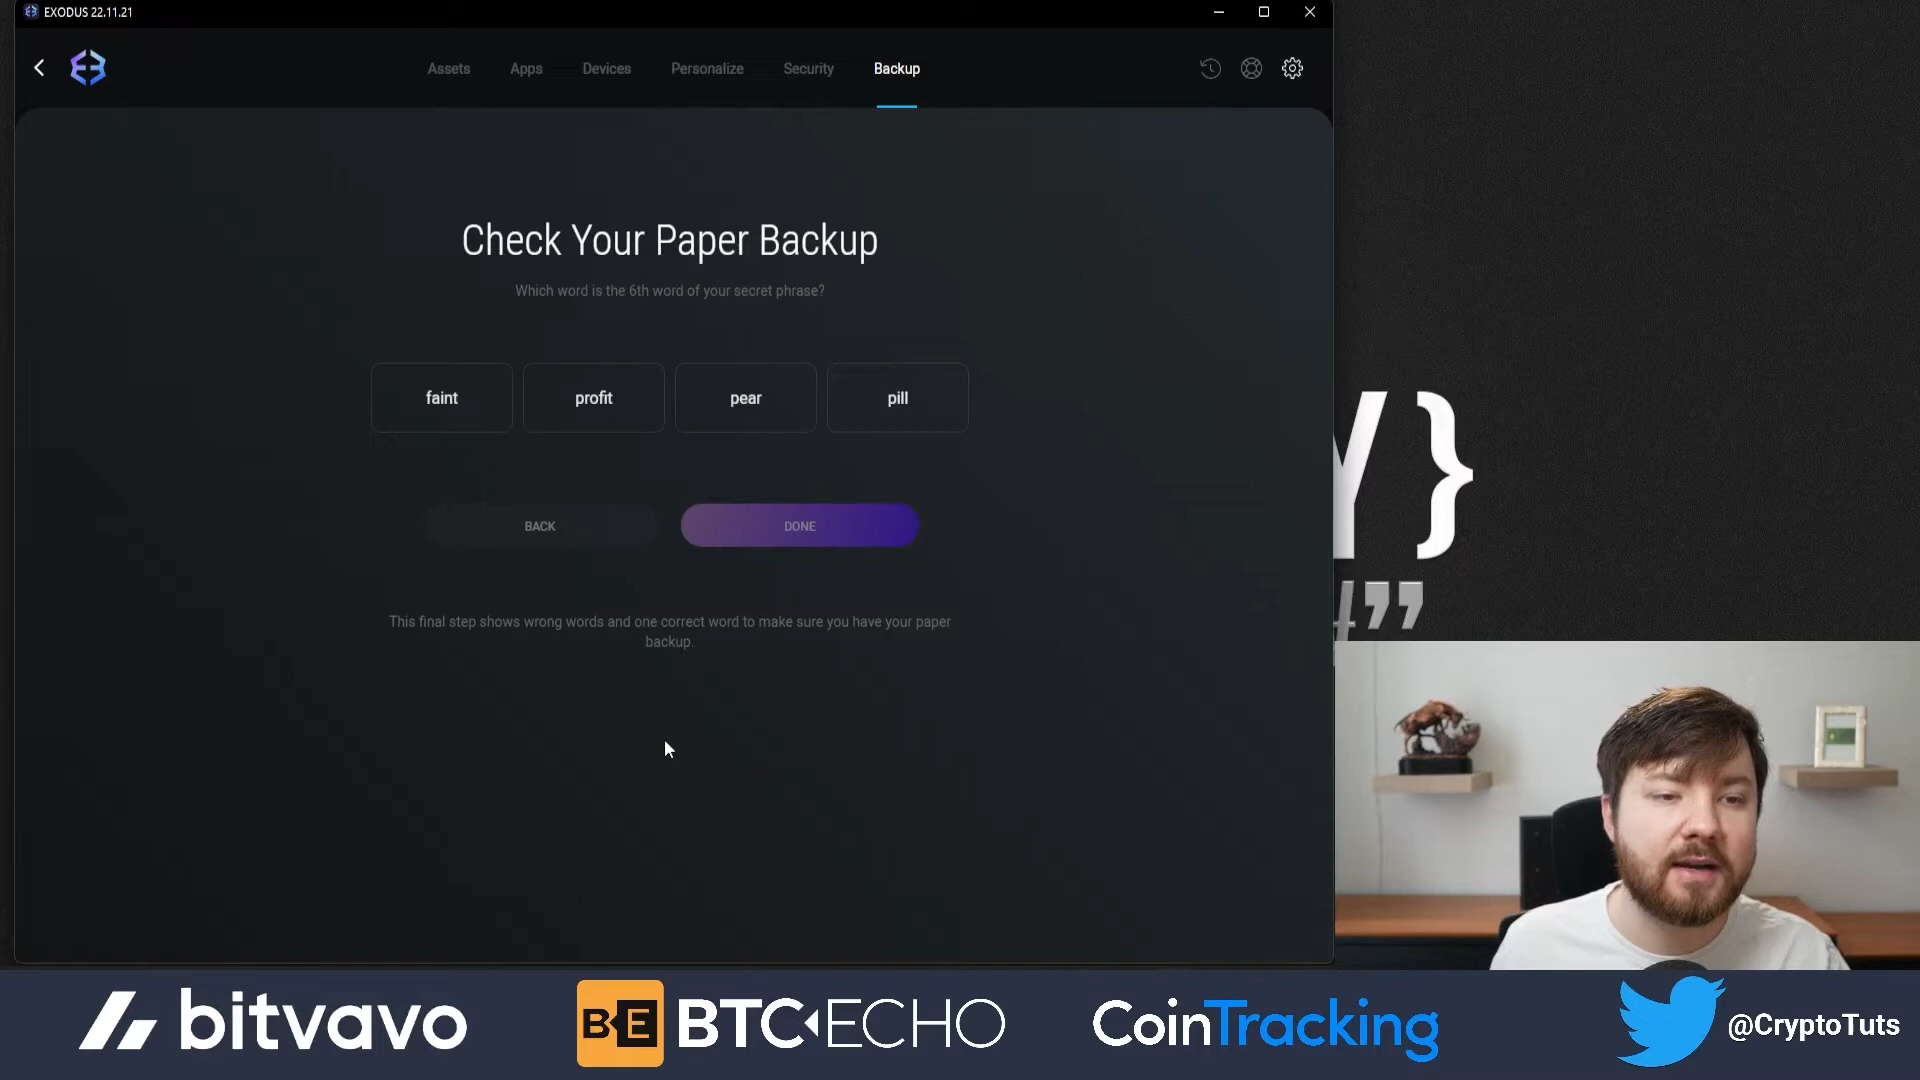 EXODUS 22.11.21
Assets Apps Devices Personalize Security Backup
Check Your Paper Backup
Which word is the 6th word of your secret phrase?
faint profit pear pill
BACK DONE
This final step shows wrong words and one correct word to make sure you have your paper
backup.
Y}
”
bitvavo
BE BTC ECHO
CoinTracking
@CryptoTuts